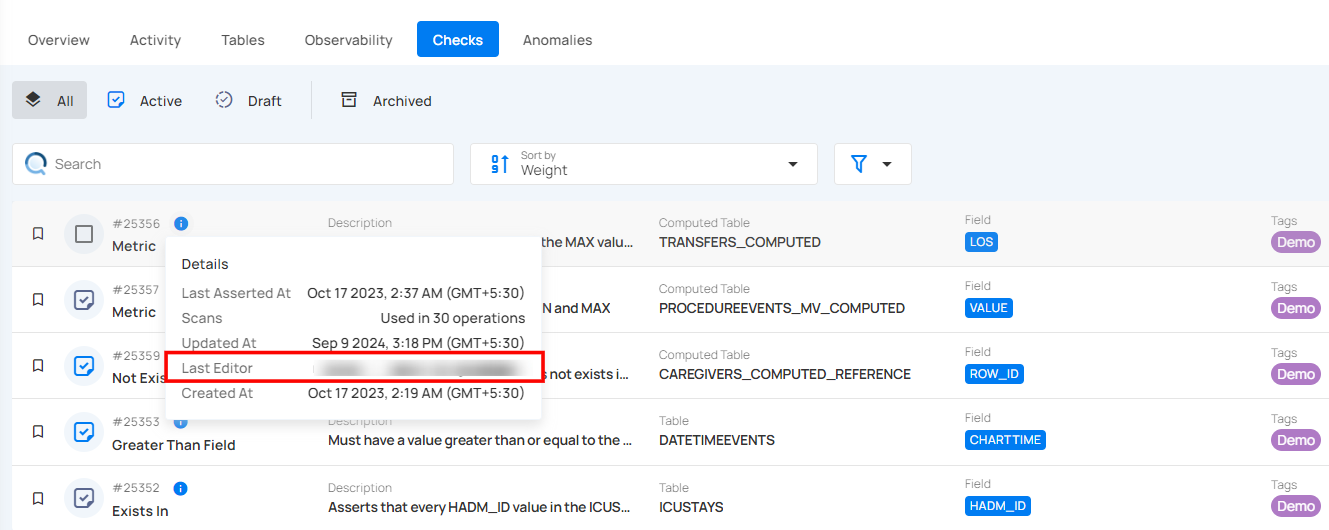 Overview Activity Tables Observability Checks Anomalies
All Active Draft Archived
Search
Sort by
Weight
#25356 Description Computed Table Field Tags
Metric the MAX valu... TRANSFERS_COMPUTED LOS Demo
Details
Last Asserted At Oct 17 2023, 2:37 AM (GMT+5:30)
Scans Used in 30 operations
Updated At Sep 9 2024, 3:18 PM (GMT+5:30)
Last Editor
Created At Oct 17 2023, 2:19 AM (GMT+5:30)
#25357 Computed Table Field Tags
Metric N and MAX PROCEDUREEVENTS_MV_COMPUTED VALUE Demo
#25359 Computed Table Field Tags
Not Exis not exists i... CAREGIVERS_COMPUTED_REFERENCE ROW_ID Demo
#25353 Description Table Field Tags
Greater Than Field Must have a value greater than or equal to the ... DATETIMEEVENTS CHARTTIME Demo
#25352 Description Table Field Tags
Exists In Asserts that every HADM_ID value in the ICUS... ICUSTAYS HADM_ID Demo